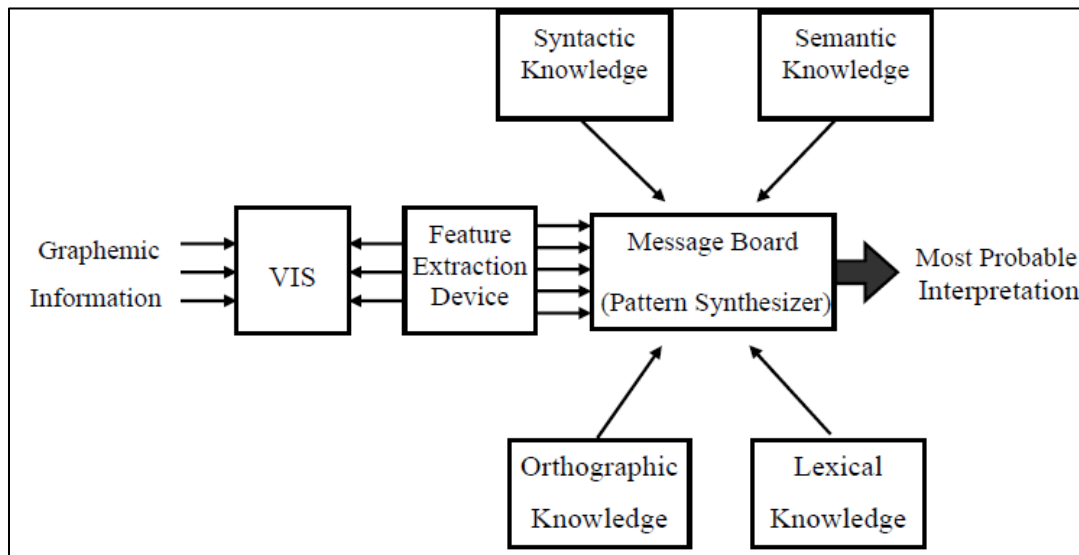 Syntactic
Knowledge
Semantic
Knowledge
Graphemic
Information
VIS
Feature
Extraction
Device
Message Board
(Pattern Synthesizer)
Most Probable
Interpretation
Orthographic
Knowledge
Lexical
Knowledge